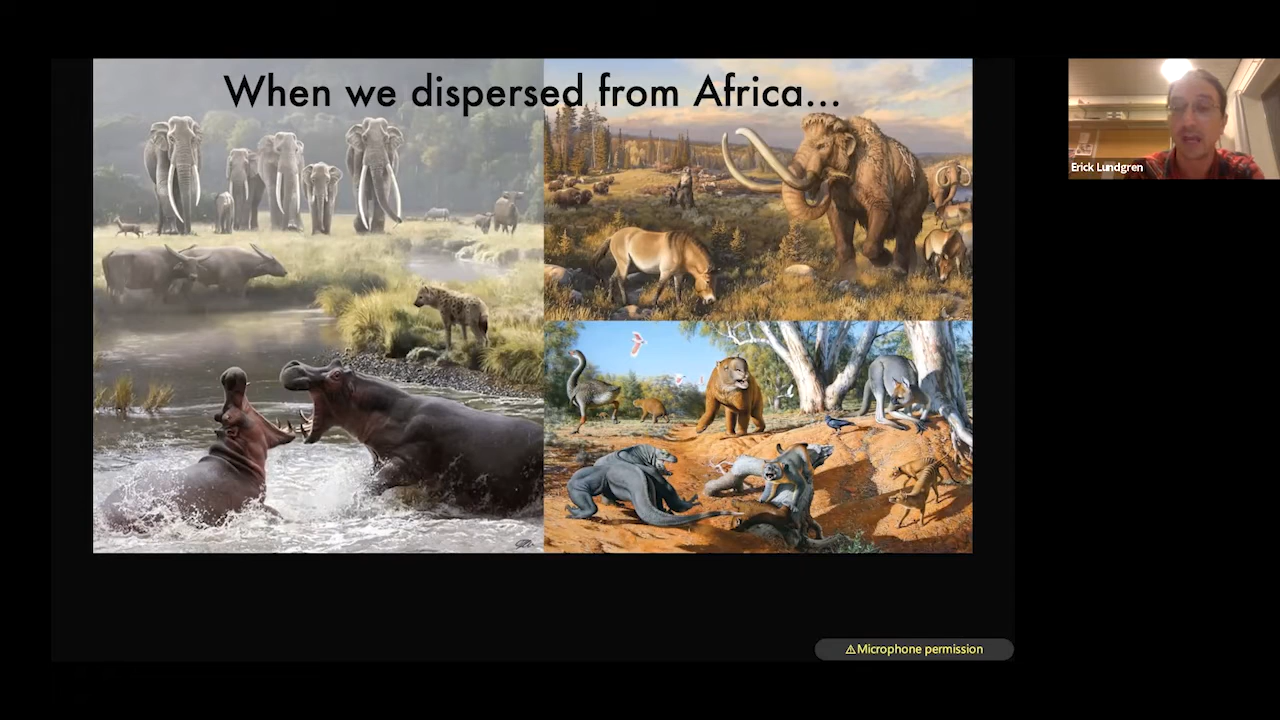 When we dispersed from Africa...
Erick Lundgren
⚠Microphone permission